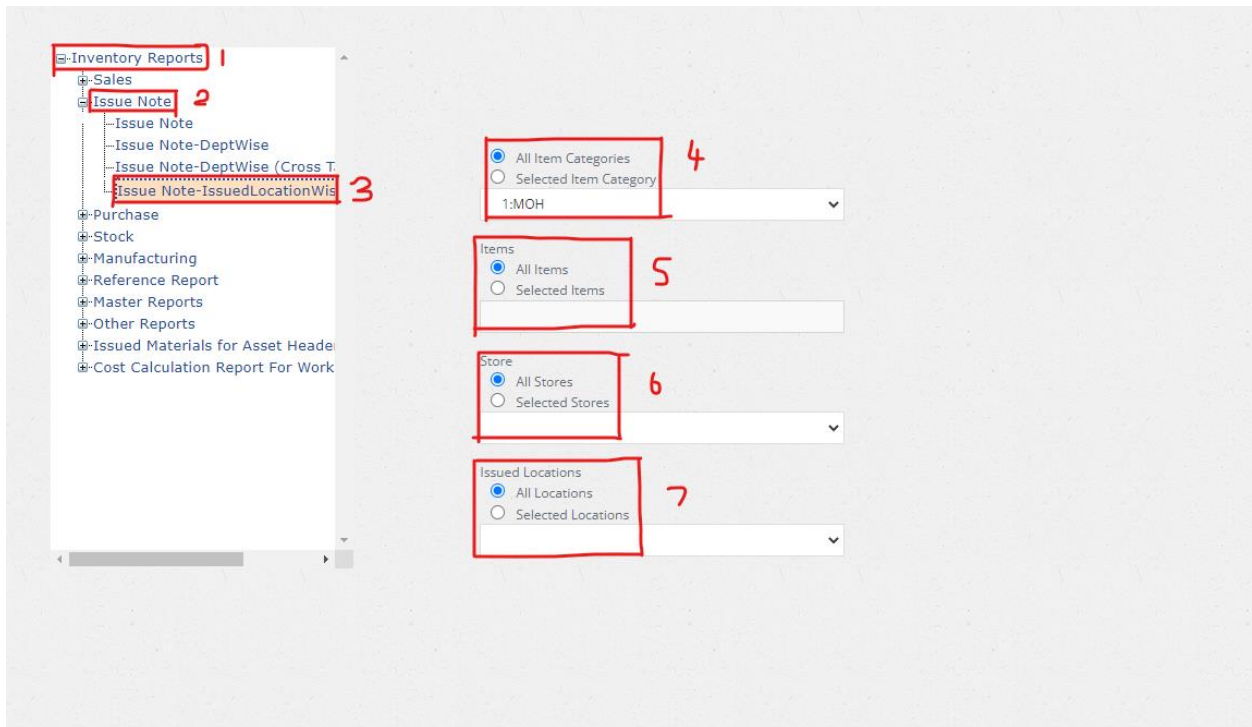 Inventory Reports 1
Sales
Issue Note 2
Issue Note
Issue Note-DeptWise
Issue Note-DeptWise (Cross T
Issue Note-IssuedLocationWis 3
Purchase
Stock
Manufacturing
Reference Report
Master Reports
Other Reports
Issued Materials for Asset Header
Cost Calculation Report For Work
All Item Categories 4
Selected Item Category
1:MOH
Items
All Items 5
Selected Items
Store
All Stores 6
Selected Stores
Issued Locations
All Locations 7
Selected Locations